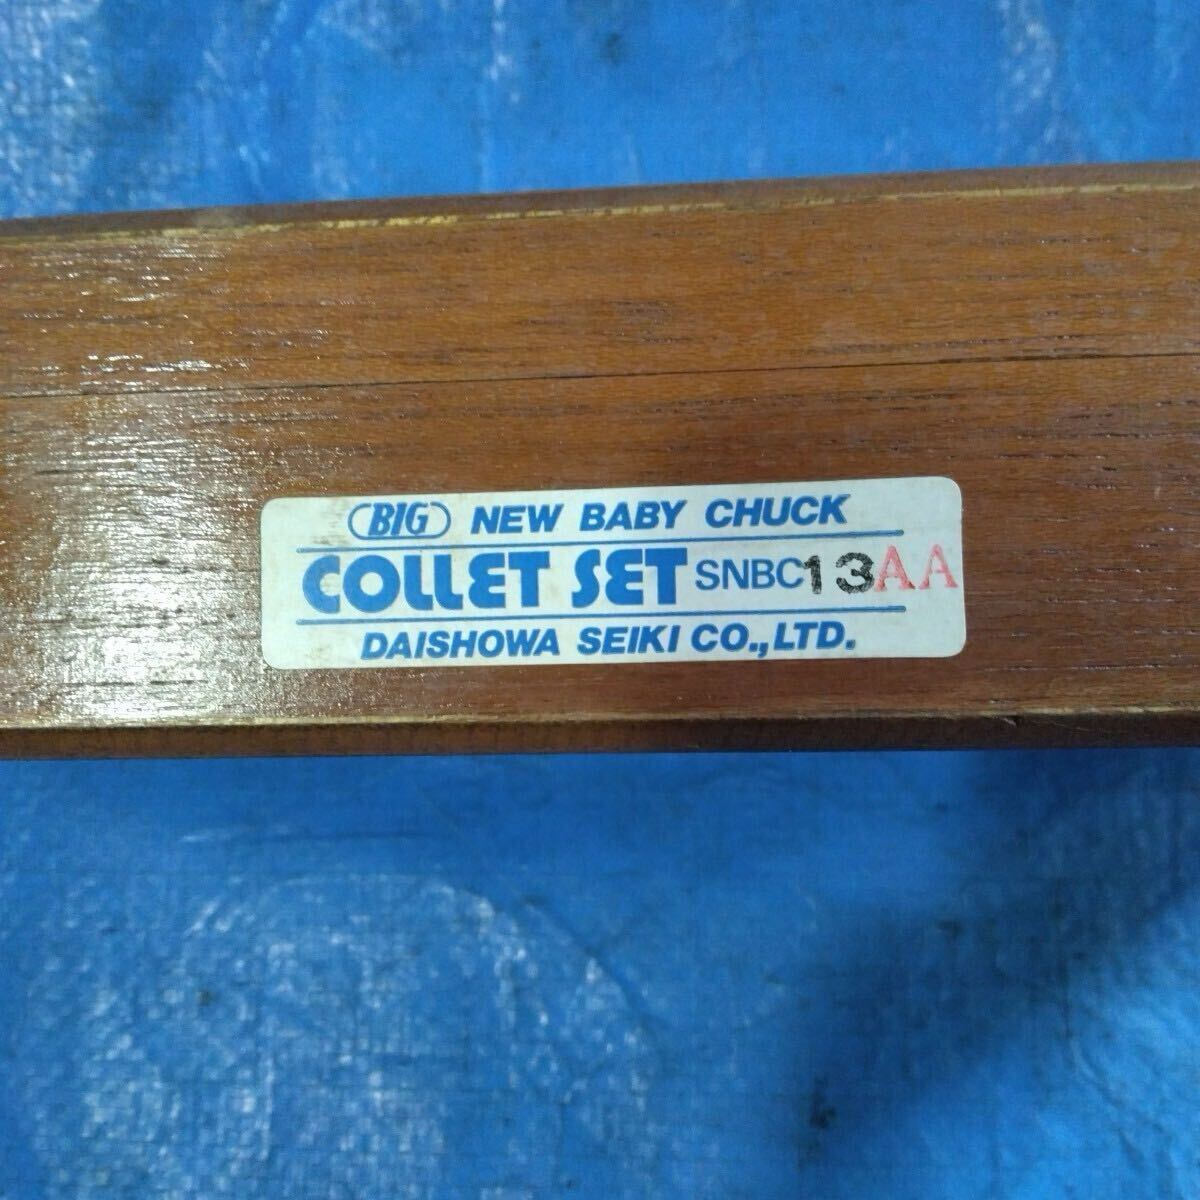 BIG NEW BABY CHUCK
COLLET SET SNBC13AA
DAISHOWA SEIKI CO.,LTD.